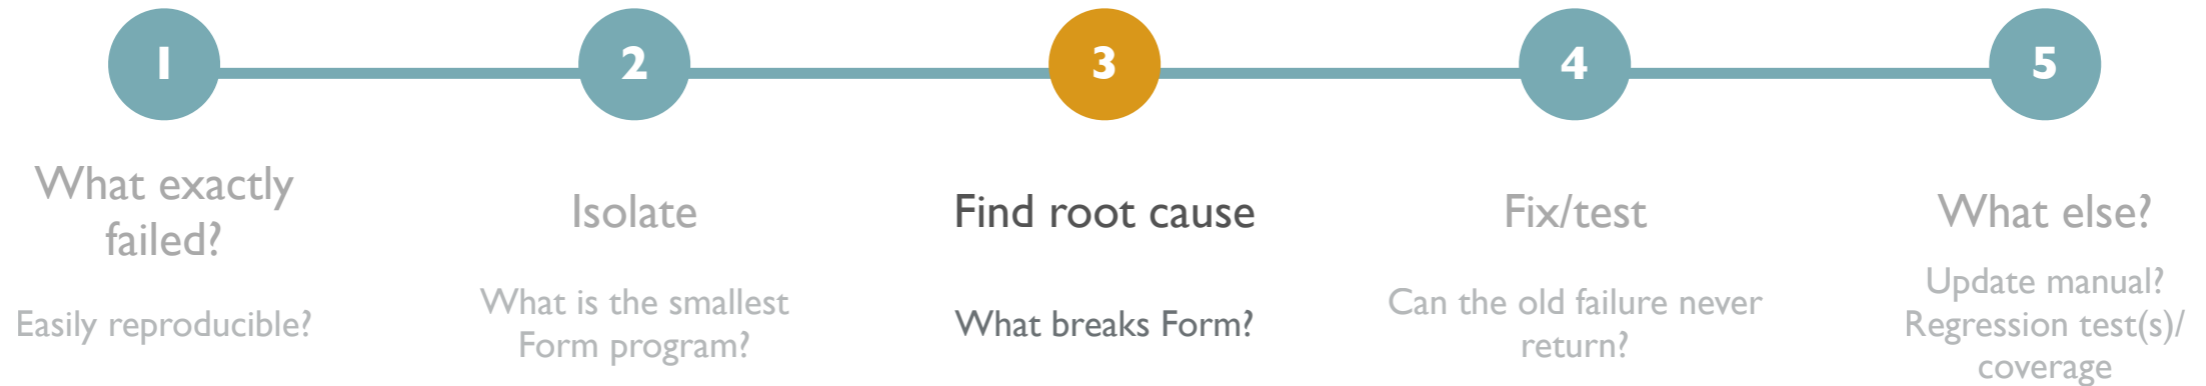 1
2
3
4
5
What exactly
failed?
Isolate
Find root cause
Fix/test
What else?
Easily reproducible?
What is the smallest
Form program?
What breaks Form?
Can the old failure never
return?
Update manual?
Regression test(s)/
coverage